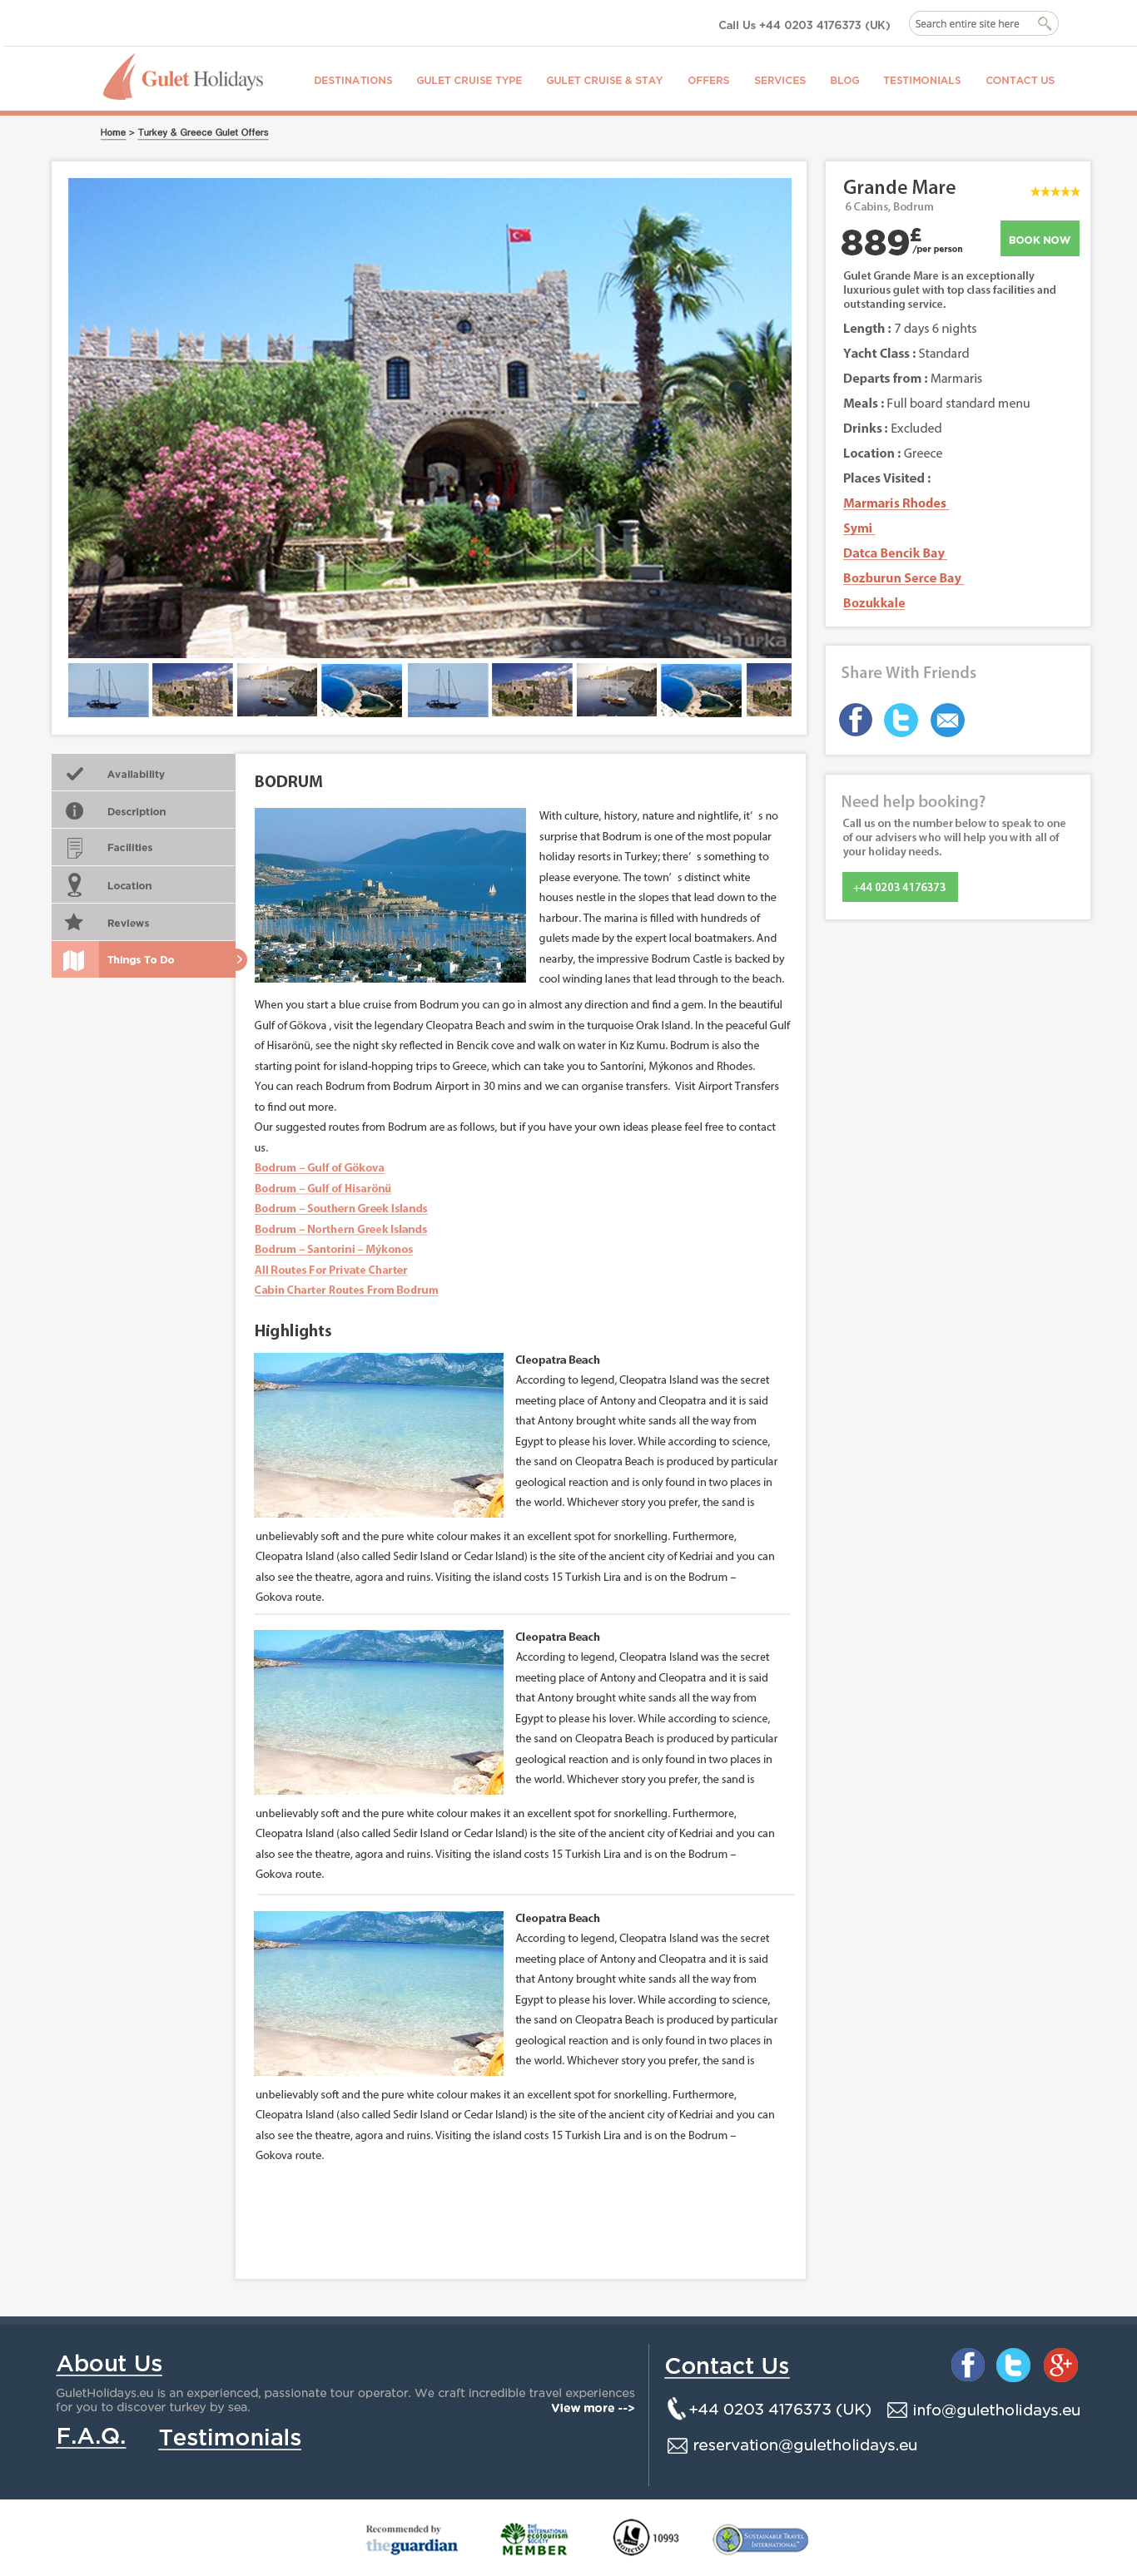 Call Us +44 0203 4176373 (UK)
Search entire site here
Gulet Holidays
DESTINATIONS GULET CRUISE TYPE GULET CRUISE & STAY OFFERS SERVICES BLOG TESTIMONIALS CONTACT US
Home > Turkey & Greece Gulet Offers
alaTurka
Grande Mare
6 Cabins, Bodrum
889£ /per person
BOOK NOW
Gulet Grande Mare is an exceptionally
luxurious gulet with top class facilities and
outstanding service.
Length : 7 days 6 nights
Yacht Class : Standard
Departs from : Marmaris
Meals : Full board standard menu
Drinks : Excluded
Location : Greece
Places Visited :
Marmaris Rhodes
Symi
Datca Bencik Bay
Bozburun Serce Bay
Bozukkale
Share With Friends
Need help booking?
Call us on the number below to speak to one
of our advisers who will help you with all of
your holiday needs.
+44 0203 4176373
Availability
Description
Facilities
Location
Reviews
Things To Do
BODRUM
With culture, history, nature and nightlife, it’ s no
surprise that Bodrum is one of the most popular
holiday resorts in Turkey; there’ s something to
please everyone. The town’ s distinct white
houses nestle in the slopes that lead down to the
harbour. The marina is filled with hundreds of
gulets made by the expert local boatmakers. And
nearby, the impressive Bodrum Castle is backed by
cool winding lanes that lead through to the beach.
When you start a blue cruise from Bodrum you can go in almost any direction and find a gem. In the beautiful
Gulf of Gökova , visit the legendary Cleopatra Beach and swim in the turquoise Orak Island. In the peaceful Gulf
of Hisarönü, see the night sky reflected in Bencik cove and walk on water in Kız Kumu. Bodrum is also the
starting point for island-hopping trips to Greece, which can take you to Santoríni, Mýkonos and Rhodes.
You can reach Bodrum from Bodrum Airport in 30 mins and we can organise transfers. Visit Airport Transfers
to find out more.
Our suggested routes from Bodrum are as follows, but if you have your own ideas please feel free to contact
us.
Bodrum – Gulf of Gökova
Bodrum – Gulf of Hisarönü
Bodrum – Southern Greek Islands
Bodrum – Northern Greek Islands
Bodrum – Santorini – Mýkonos
All Routes For Private Charter
Cabin Charter Routes From Bodrum
Highlights
Cleopatra Beach
According to legend, Cleopatra Island was the secret
meeting place of Antony and Cleopatra and it is said
that Antony brought white sands all the way from
Egypt to please his lover. While according to science,
the sand on Cleopatra Beach is produced by particular
geological reaction and is only found in two places in
the world. Whichever story you prefer, the sand is
unbelievably soft and the pure white colour makes it an excellent spot for snorkelling. Furthermore,
Cleopatra Island (also called Sedir Island or Cedar Island) is the site of the ancient city of Kedriai and you can
also see the theatre, agora and ruins. Visiting the island costs 15 Turkish Lira and is on the Bodrum –
Gokova route.
Cleopatra Beach
According to legend, Cleopatra Island was the secret
meeting place of Antony and Cleopatra and it is said
that Antony brought white sands all the way from
Egypt to please his lover. While according to science,
the sand on Cleopatra Beach is produced by particular
geological reaction and is only found in two places in
the world. Whichever story you prefer, the sand is
unbelievably soft and the pure white colour makes it an excellent spot for snorkelling. Furthermore,
Cleopatra Island (also called Sedir Island or Cedar Island) is the site of the ancient city of Kedriai and you can
also see the theatre, agora and ruins. Visiting the island costs 15 Turkish Lira and is on the Bodrum –
Gokova route.
Cleopatra Beach
According to legend, Cleopatra Island was the secret
meeting place of Antony and Cleopatra and it is said
that Antony brought white sands all the way from
Egypt to please his lover. While according to science,
the sand on Cleopatra Beach is produced by particular
geological reaction and is only found in two places in
the world. Whichever story you prefer, the sand is
unbelievably soft and the pure white colour makes it an excellent spot for snorkelling. Furthermore,
Cleopatra Island (also called Sedir Island or Cedar Island) is the site of the ancient city of Kedriai and you can
also see the theatre, agora and ruins. Visiting the island costs 15 Turkish Lira and is on the Bodrum –
Gokova route.
About Us
GuletHolidays.eu is an experienced, passionate tour operator. We craft incredible travel experiences
for you to discover turkey by sea.
View more -->
F.A.Q. Testimonials
Contact Us
+44 0203 4176373 (UK) info@guletholidays.eu
reservation@guletholidays.eu
Recommended by
theguardian
THE INTERNATIONAL
ecotourism
SOCIETY
MEMBER
PROTECTED
10993
SUSTAINABLE TRAVEL
INTERNATIONAL™